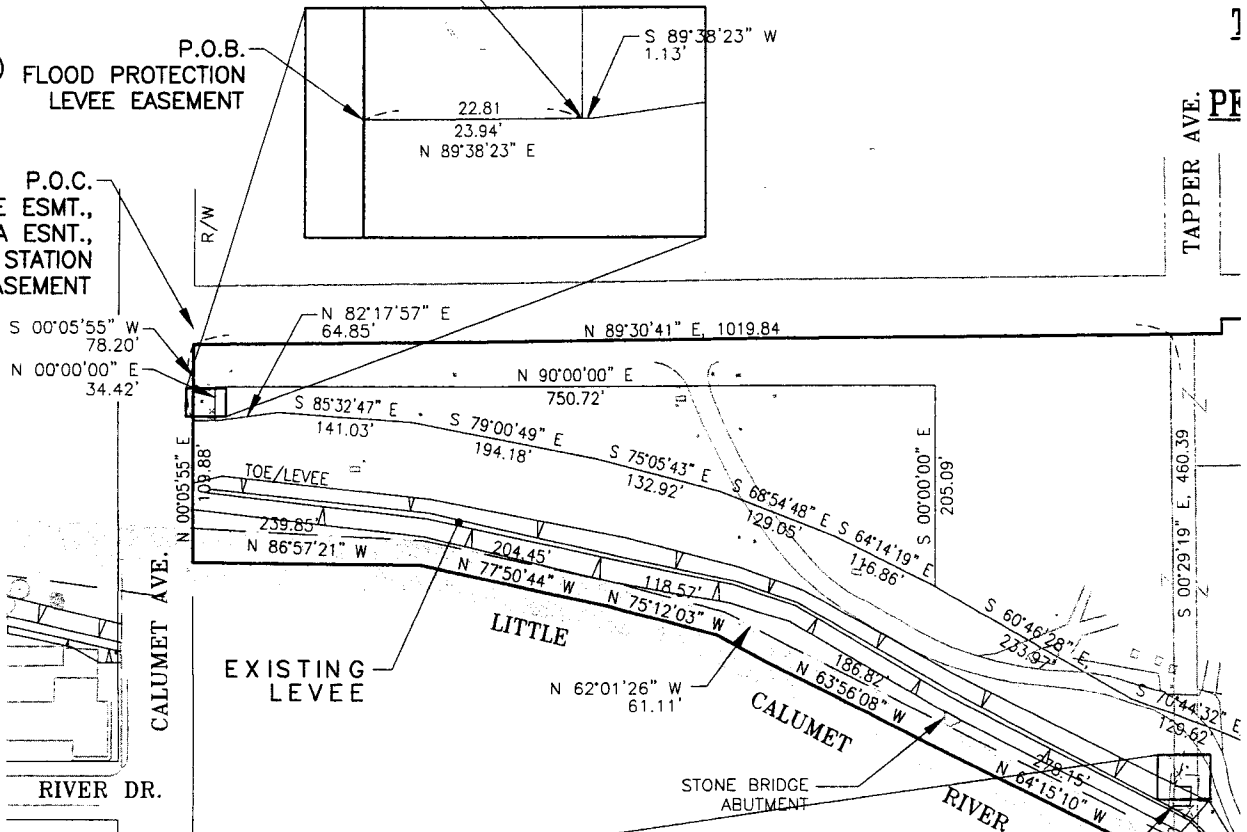 P.O.B.
FLOOD PROTECTION
LEVEE EASEMENT
S 89°38'23" W
1.13'
22.81
23.94'
N 89°38'23" E
TAPPER AVE.
P.O.C.
E ESMT.,
A ESNT.,
STATION
ASEMENT
R/W
S 00°05'55" W
78.20'
N 00°00'00" E
34.42'
N 82°17'57" E
64.85'
N 89°30'41" E, 1019.84
N 90°00'00" E
750.72'
S 85°32'47" E
141.03'
S 79°00'49" E
194.18'
S 75°05'43" E
132.92'
S 68°54'48" E
129.05'
S 64°14'19" E
116.86'
S 00°00'00" E
205.09'
S 00°29'19" E, 460.39
N 00°05'55" E
109.88'
TOE/LEVEE
239.85'
N 86°57'21" W
204.45'
N 77°50'44" W
118.57'
N 75°12'03" W
S 60°46'28" E
233.97'
S 70°44'32" E
129.62'
CALUMET AVE.
LITTLE
EXISTING
LEVEE
N 62°01'26" W
61.11'
186.87'
N 63°56'08" W
CALUMET
N 64°15'10" W
STONE BRIDGE
ABUTMENT
RIVER
RIVER DR.